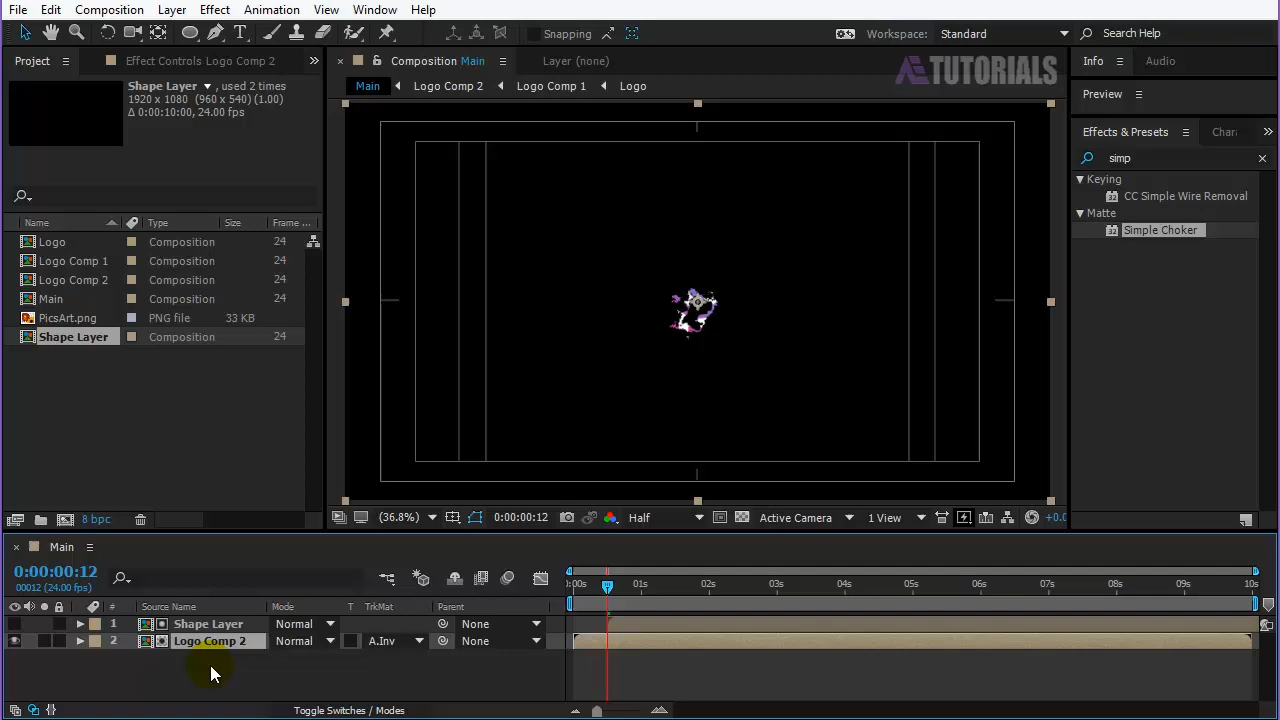 File Edit Composition Layer Effect Animation View Window Help
Snapping Workspace: Standard Search Help
Project Effect Controls Logo Comp 2 Composition Main Layer (none) AETUTORIALS Info Audio
Shape Layer , used 2 times
1920 x 1080 (960 x 540) (1.00)
Δ 0:00:10:00, 24.00 fps
Main Logo Comp 2 Logo Comp 1 Logo
Preview
Effects & Presets Chara
simp
Keying
CC Simple Wire Removal
Matte
Simple Choker
Name Type Size Frame ...
Logo Composition 24
Logo Comp 1 Composition 24
Logo Comp 2 Composition 24
Main Composition 24
PicsArt.png PNG file 33 KB
Shape Layer Composition 24
8 bpc (36.8%) 0:00:00:12 Half Active Camera 1 View +0.0
Main
0:00:00:12
00012 (24.00 fps)
:00s 01s 02s 03s 04s 05s 06s 07s 08s 09s 10s
# Source Name Mode T TrkMat Parent
1 Shape Layer Normal None
2 Logo Comp 2 Normal A.Inv None
Toggle Switches / Modes